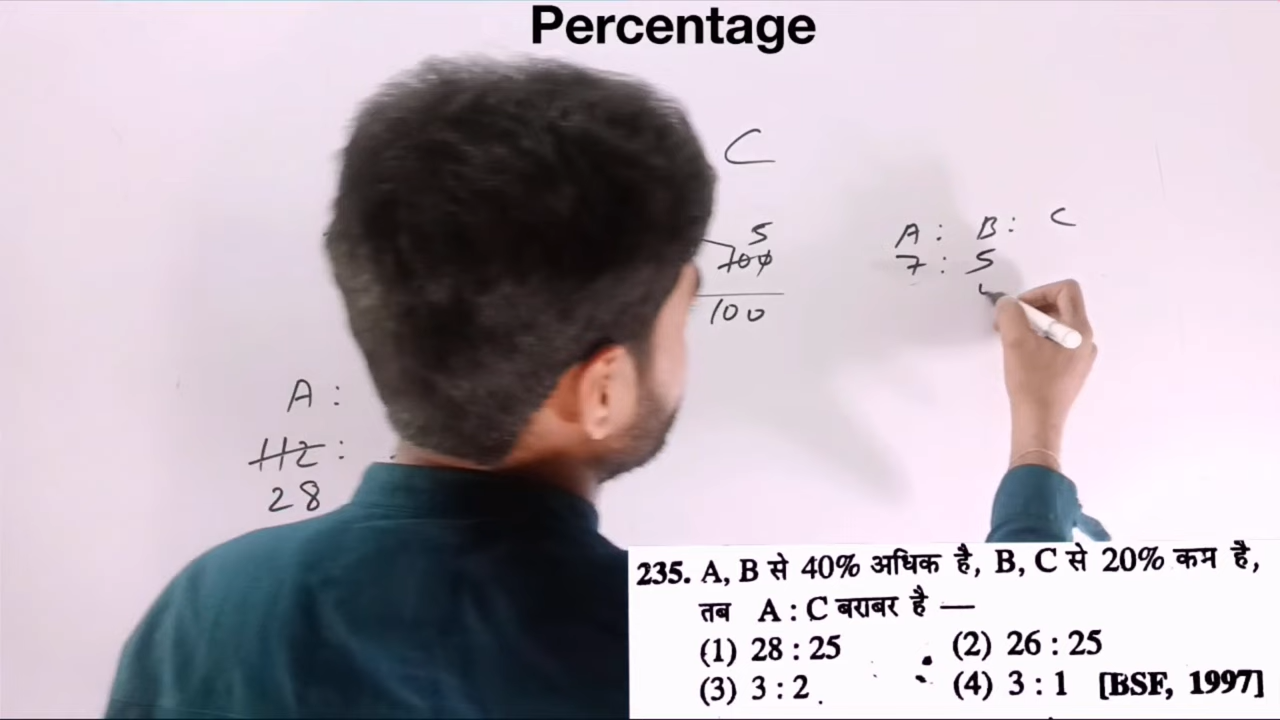 Percentage
C
5
100
100
A : B : C
7 : 5
A :
112 :
28
235. A, B से 40% अधिक है, B, C से 20% कम है,
तब A : C बराबर है —
(1) 28 : 25 (2) 26 : 25
(3) 3 : 2 (4) 3 : 1 [BSF, 1997]